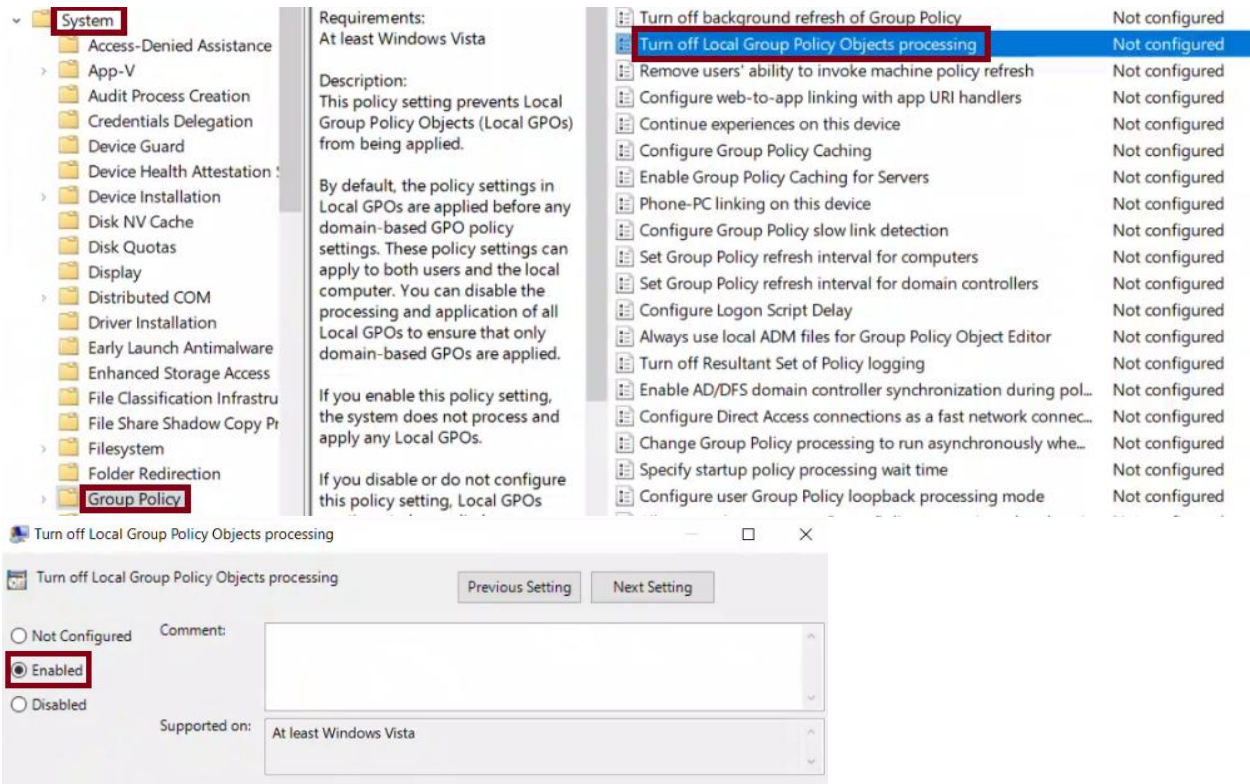 System
Access-Denied Assistance
App-V
Audit Process Creation
Credentials Delegation
Device Guard
Device Health Attestation
Device Installation
Disk NV Cache
Disk Quotas
Display
Distributed COM
Driver Installation
Early Launch Antimalware
Enhanced Storage Access
File Classification Infrastru
File Share Shadow Copy Pr
Filesystem
Folder Redirection
Group Policy
Requirements:
At least Windows Vista
Description:
This policy setting prevents Local
Group Policy Objects (Local GPOs)
from being applied.
By default, the policy settings in
Local GPOs are applied before any
domain-based GPO policy
settings. These policy settings can
apply to both users and the local
computer. You can disable the
processing and application of all
Local GPOs to ensure that only
domain-based GPOs are applied.
If you enable this policy setting,
the system does not process and
apply any Local GPOs.
If you disable or do not configure
this policy setting, Local GPOs
Turn off background refresh of Group Policy Not configured
Turn off Local Group Policy Objects processing Not configured
Remove users' ability to invoke machine policy refresh Not configured
Configure web-to-app linking with app URI handlers Not configured
Continue experiences on this device Not configured
Configure Group Policy Caching Not configured
Enable Group Policy Caching for Servers Not configured
Phone-PC linking on this device Not configured
Configure Group Policy slow link detection Not configured
Set Group Policy refresh interval for computers Not configured
Set Group Policy refresh interval for domain controllers Not configured
Configure Logon Script Delay Not configured
Always use local ADM files for Group Policy Object Editor Not configured
Turn off Resultant Set of Policy logging Not configured
Enable AD/DFS domain controller synchronization during pol... Not configured
Configure Direct Access connections as a fast network connec... Not configured
Change Group Policy processing to run asynchronously whe... Not configured
Specify startup policy processing wait time Not configured
Configure user Group Policy loopback processing mode Not configured
Turn off Local Group Policy Objects processing
Turn off Local Group Policy Objects processing
Previous Setting Next Setting
Not Configured
Comment:
Enabled
Disabled
Supported on:
At least Windows Vista